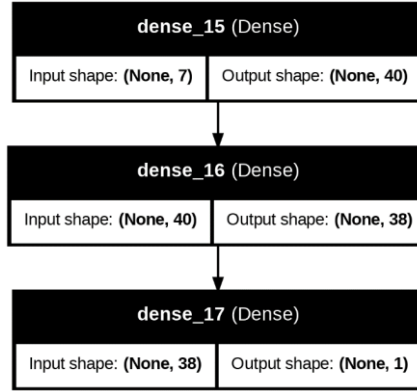 dense_15 (Dense)
Input shape: (None, 7) Output shape: (None, 40)
dense_16 (Dense)
Input shape: (None, 40) Output shape: (None, 38)
dense_17 (Dense)
Input shape: (None, 38) Output shape: (None, 1)